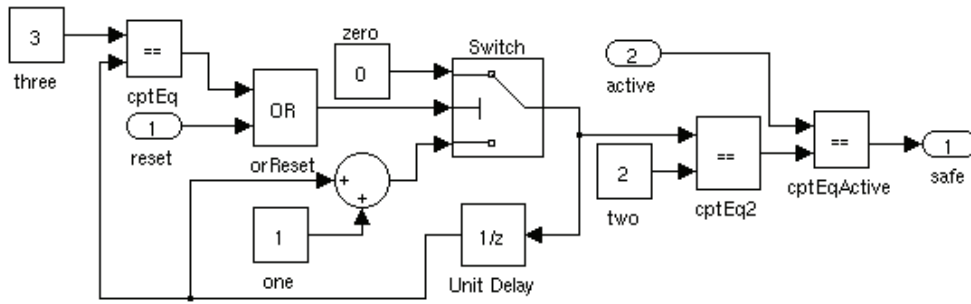 3
three
==
cptEq
1
reset
OR
orReset
zero
0
Switch
+
+
1
one
1/z
Unit Delay
2
active
2
two
==
cptEq2
==
cptEqActive
1
safe